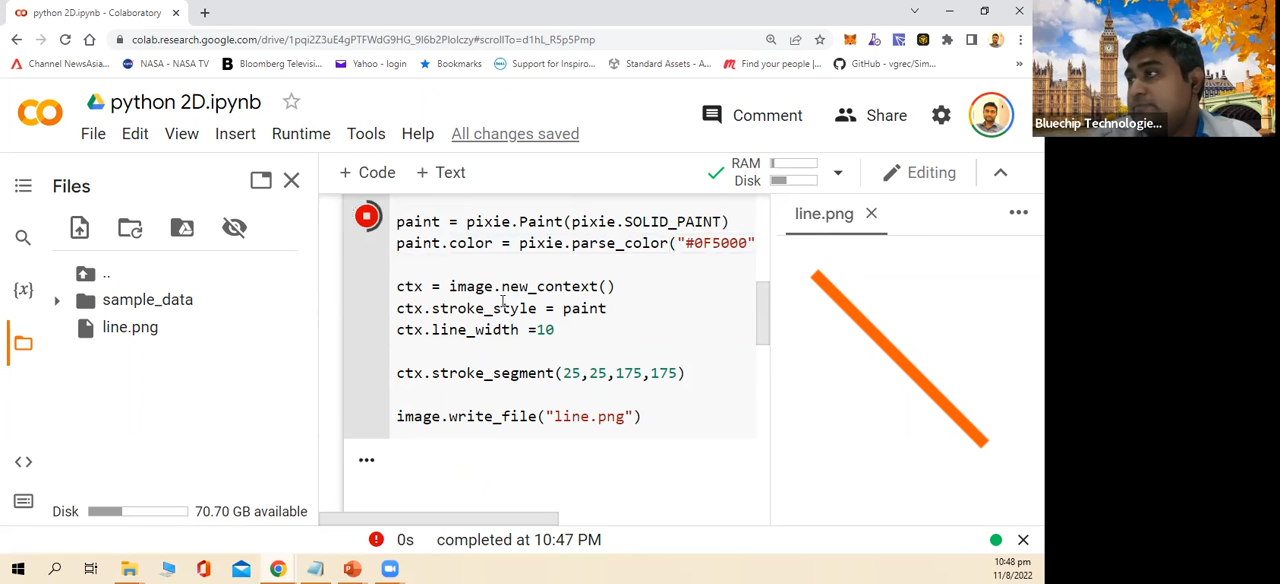 python 2D.ipynb - Colaboratory
colab.research.google.com/drive/1pqi2Z3uE4gPTFWdG9HG_9I6b2PIolczy#scrollTo=d1hL_R5p5Pmp
Channel NewsAsia... NASA - NASA TV Bloomberg Televisi... Yahoo - login Bookmarks Support for Inspiro... Standard Assets - A... Find your people |... GitHub - vgrec/Sim...
Bluechip Technologie...
python 2D.ipynb
File Edit View Insert Runtime Tools Help All changes saved
Comment Share
+ Code + Text
RAM
Disk
Editing
Files
..
sample_data
line.png
Disk 70.70 GB available
paint = pixie.Paint(pixie.SOLID_PAINT)
paint.color = pixie.parse_color("#0F5000"
ctx = image.new_context()
ctx.stroke_style = paint
ctx.line_width =10
ctx.stroke_segment(25,25,175,175)
image.write_file("line.png")
line.png
0s completed at 10:47 PM
10:48 pm
11/8/2022